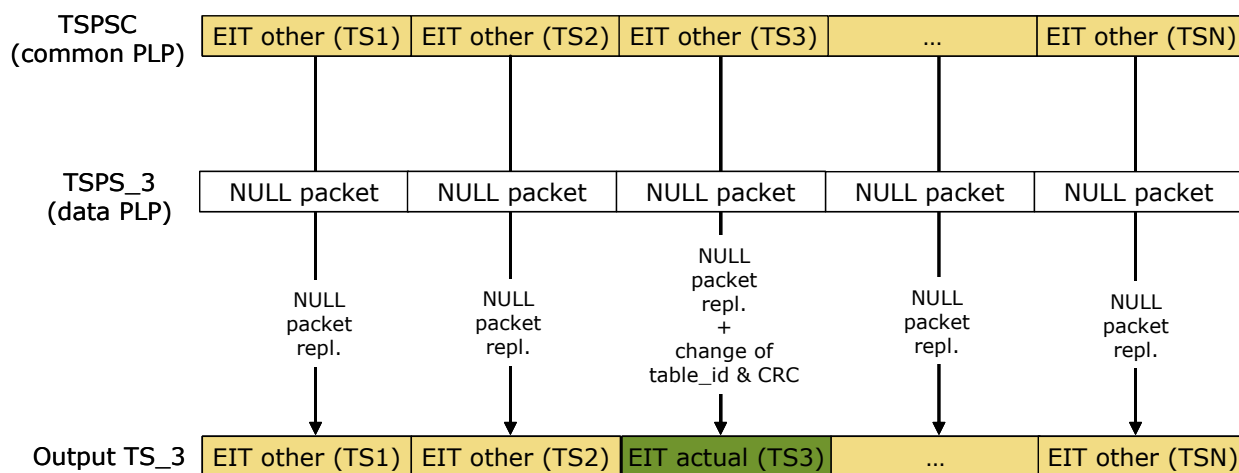 TSPSC
(common PLP)
EIT other (TS1)
EIT other (TS2)
EIT other (TS3)
...
EIT other (TSN)
TSPS_3
(data PLP)
NULL packet
NULL packet
NULL packet
NULL packet
NULL packet
NULL
packet
repl.
NULL
packet
repl.
NULL
packet
repl.
+
change of
table_id & CRC
NULL
packet
repl.
NULL
packet
repl.
Output TS_3
EIT other (TS1)
EIT other (TS2)
EIT actual (TS3)
...
EIT other (TSN)